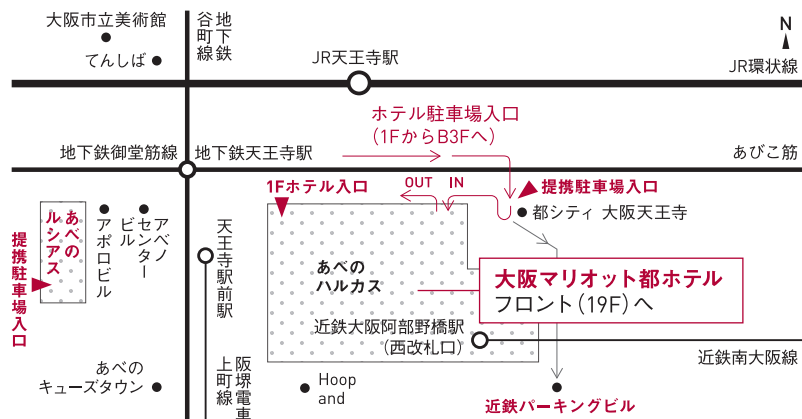 大阪市立美術館
てんしば
地下鉄
谷町線
JR天王寺駅
N
JR環状線
ホテル駐車場入口
(1FからB3Fへ)
地下鉄御堂筋線
地下鉄天王寺駅
あびこ筋
1Fホテル入口
OUT
IN
提携駐車場入口
都シティ 大阪天王寺
あべの
ルシアス
提携駐車場入口
アポロビル
アベノ
センター
ビル
天王寺駅前駅
あべの
ハルカス
大阪マリオット都ホテル
フロント(19F)へ
近鉄大阪阿部野橋駅
(西改札口)
近鉄南大阪線
あべの
キューズタウン
阪堺電車
上町線
Hoop
and
近鉄パーキングビル